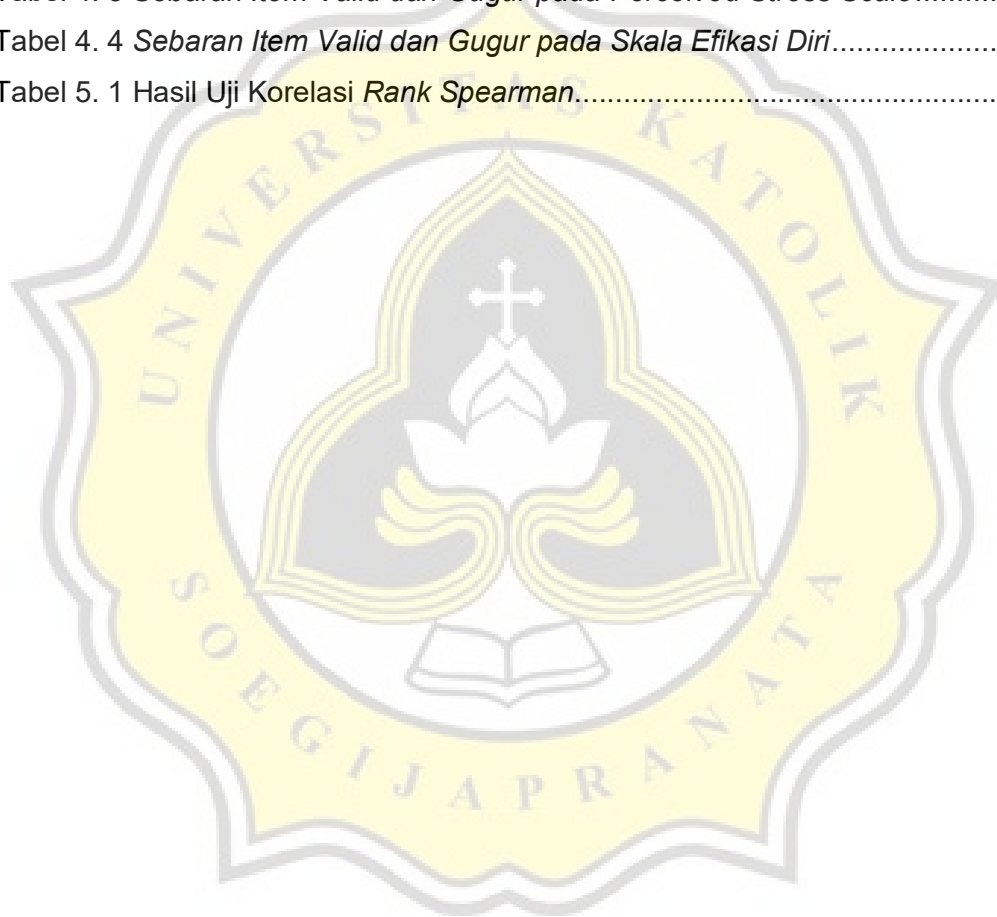 Tabel 4. 3 Sebaran Item Valid dan Gugur pada Perceived Stress Scale
Tabel 4. 4 Sebaran Item Valid dan Gugur pada Skala Efikasi Diri.....................
Tabel 5. 1 Hasil Uji Korelasi Rank Spearman...................................................
UNIVERSITAS KATOLIK
SOEGIJAPRANATA